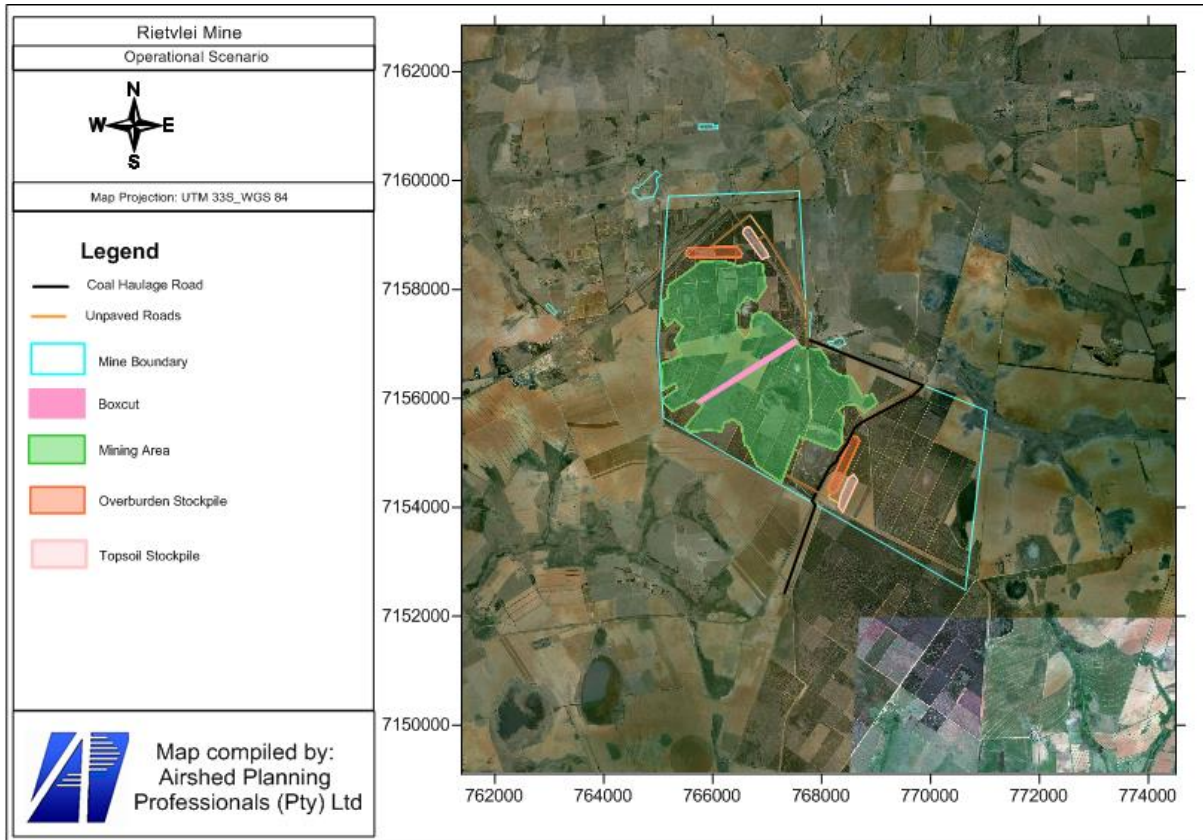 Rietvlei Mine
Operational Scenario
N
W E
S
Map Projection: UTM 33S_WGS 84
Legend
Coal Haulage Road
Unpaved Roads
Mine Boundary
Boxcut
Mining Area
Overburden Stockpile
Topsoil Stockpile
Map compiled by:
Airshed Planning
Professionals (Pty) Ltd
7162000
7160000
7158000
7156000
7154000
7152000
7150000
762000 764000 766000 768000 770000 772000 774000